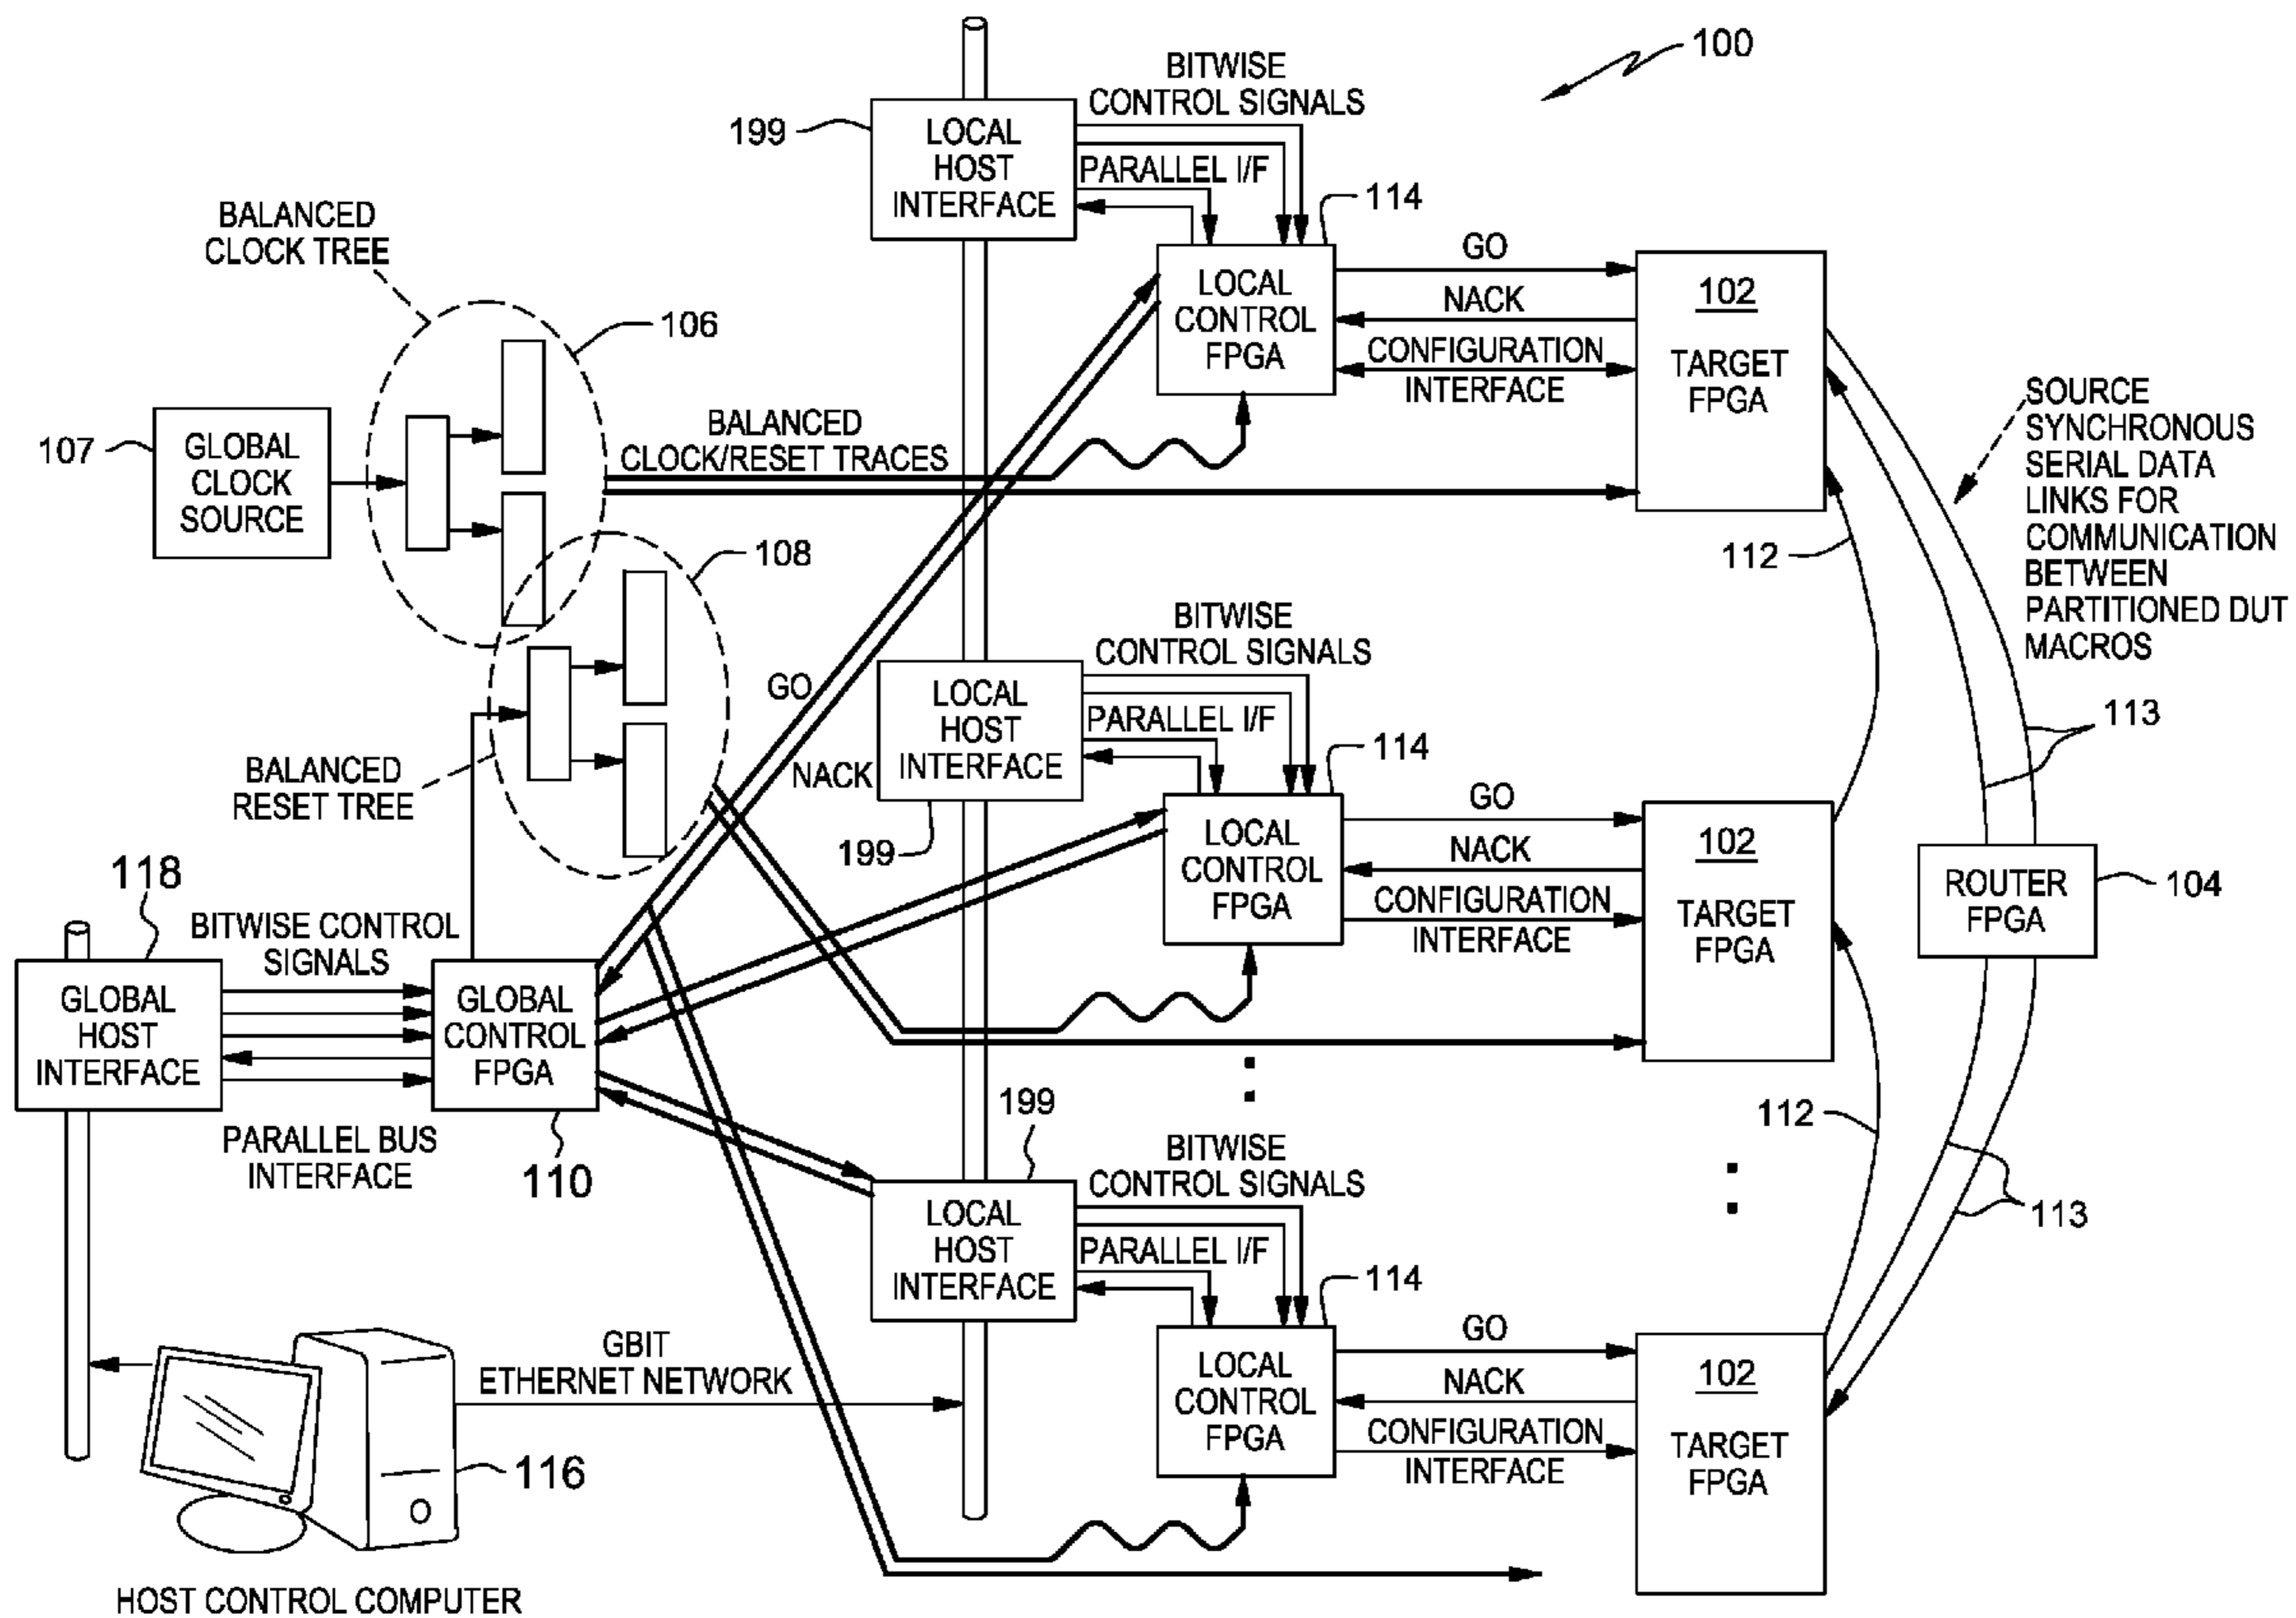 100
BITWISE
CONTROL SIGNALS
199
LOCAL
HOST
INTERFACE
PARALLEL I/F
114
BALANCED
CLOCK TREE
106
LOCAL
CONTROL
FPGA
GO
NACK
CONFIGURATION
INTERFACE
102
TARGET
FPGA
SOURCE
SYNCHRONOUS
SERIAL DATA
LINKS FOR
COMMUNICATION
BETWEEN
PARTITIONED DUT
MACROS
107
GLOBAL
CLOCK
SOURCE
BALANCED
CLOCK/RESET TRACES
108
112
BITWISE
CONTROL SIGNALS
GO
NACK
LOCAL
HOST
INTERFACE
PARALLEL I/F
199
114
113
BALANCED
RESET TREE
LOCAL
CONTROL
FPGA
GO
NACK
CONFIGURATION
INTERFACE
102
TARGET
FPGA
ROUTER
FPGA
104
118
BITWISE CONTROL
SIGNALS
GLOBAL
HOST
INTERFACE
GLOBAL
CONTROL
FPGA
PARALLEL BUS
INTERFACE
110
199
BITWISE
CONTROL SIGNALS
112
113
LOCAL
HOST
INTERFACE
PARALLEL I/F
114
LOCAL
CONTROL
FPGA
GO
NACK
CONFIGURATION
INTERFACE
102
TARGET
FPGA
GBIT
ETHERNET NETWORK
116
HOST CONTROL COMPUTER